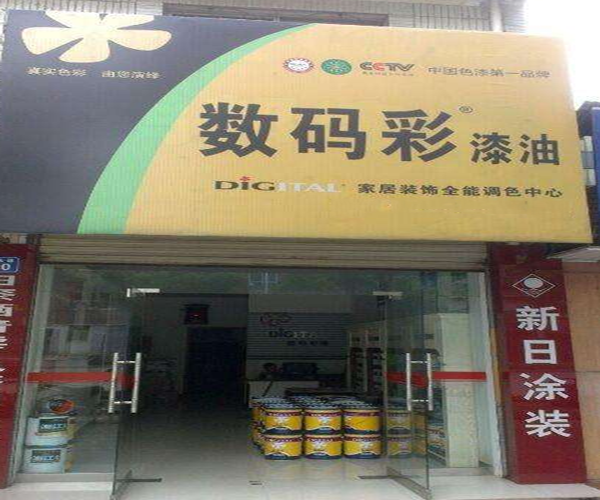 真实色彩 由您演绎
CCTV 中国色漆第一品牌
数码彩® 漆油
DIGITAL® 家居装饰全能调色中心
新日涂装
DIGITAL